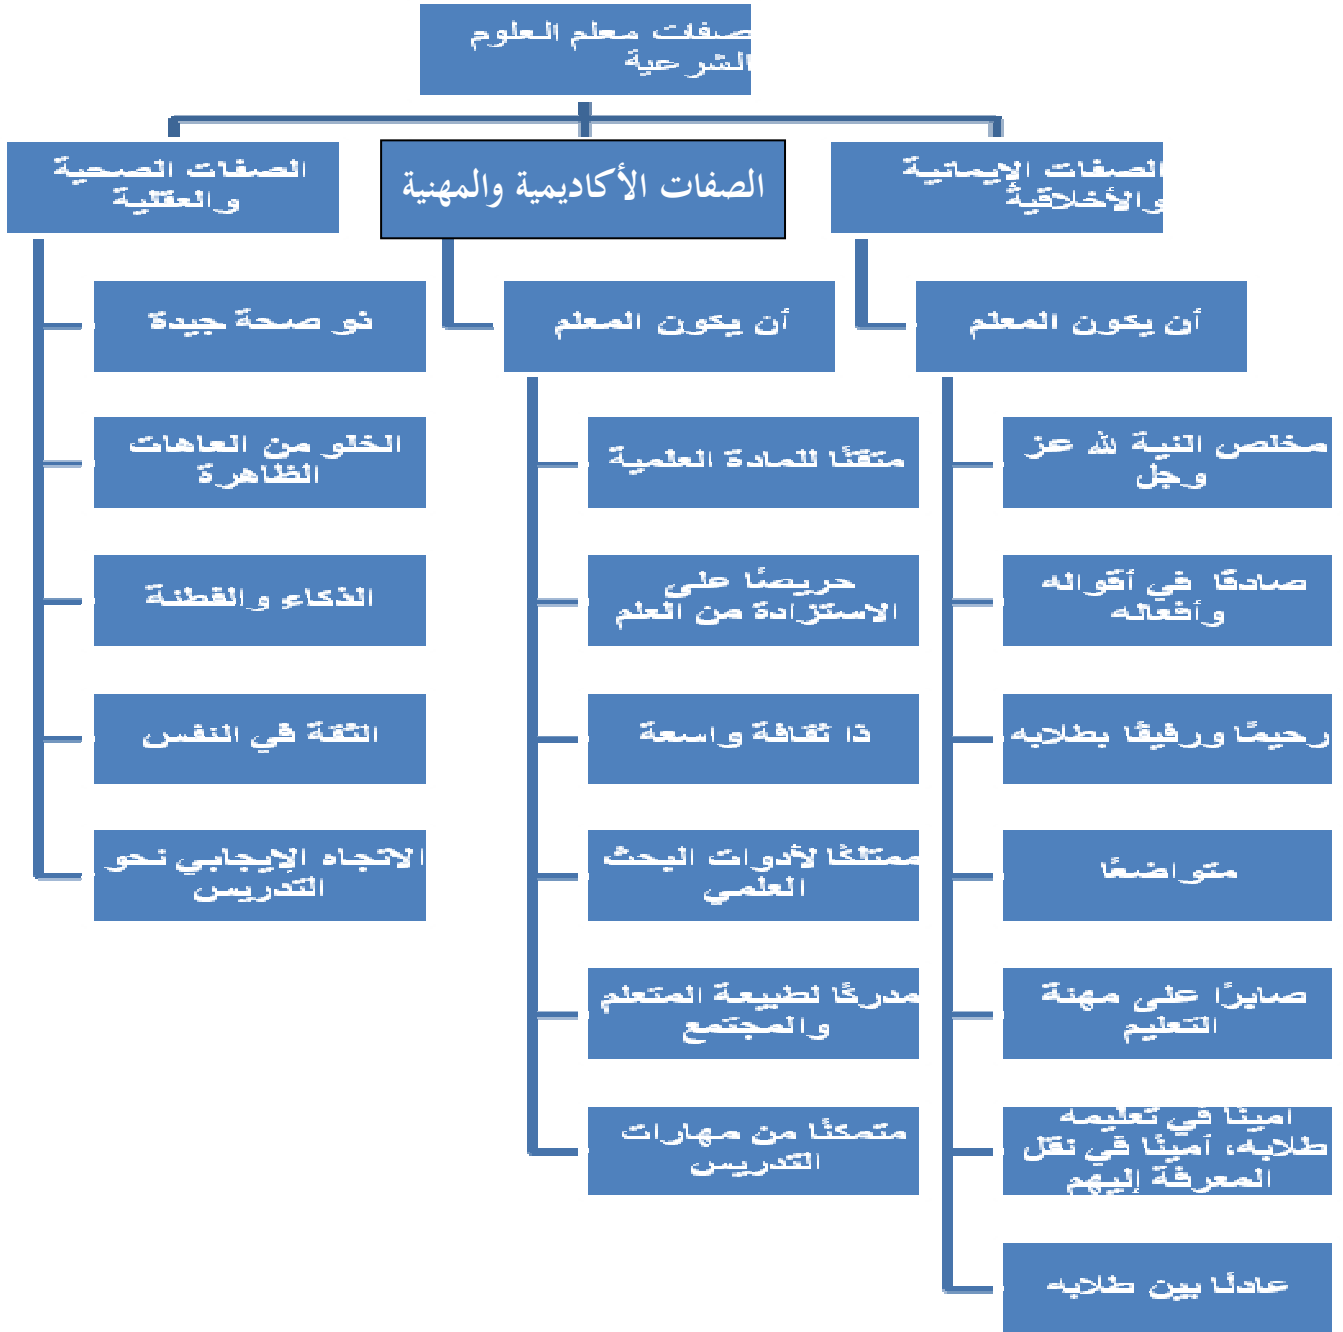 صفات معلم العلوم
الشرعية
الصفات الإيمانية
والأخلاقية
أن يكون المعلم
مخلص النية لله عز
وجل
صادقًا في أقواله
وأفعاله
رحيمًا ورفيقًا بطلابه
متواضعًا
صابرًا على مهنة
التعليم
أمينًا في تعليمه
طلابه، أمينًا في نقل
المعرفة إليهم
عادلًا بين طلابه
الصفات الأكاديمية والمهنية
أن يكون المعلم
متقنًا للمادة العلمية
حريصًا على
الاستزادة من العلم
ذا ثقافة واسعة
ممتلكًا لأدوات البحث
العلمي
مدركًا لطبيعة المتعلم
والمجتمع
متمكنًا من مهارات
التدريس
الصفات الصحية
والعقلية
ذو صحة جيدة
الخلو من العاهات
الظاهرة
الذكاء والفطنة
الثقة في النفس
الاتجاه الإيجابي نحو
التدريس